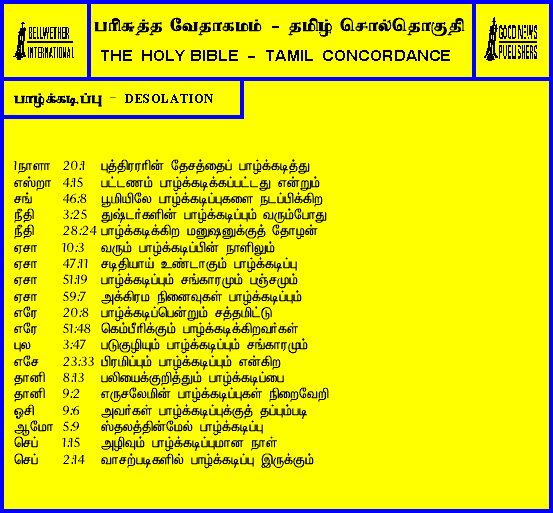 BELLWETHER
INTERNATIONAL
பரிசுத்த வேதாகமம் - தமிழ் சொல்தொகுதி
THE HOLY BIBLE - TAMIL CONCORDANCE
GOOD NEWS
PUBLISHERS
பாழ்க்கடிப்பு - DESOLATION
1நாளா 20:1 புத்திரரின் தேசத்தைப் பாழ்க்கடித்து
எஸ்றா 4:15 பட்டணம் பாழ்க்கடிக்கப்பட்டது என்றும்
சங் 46:8 பூமியிலே பாழ்க்கடிப்புகளை நடப்பிக்கிற
நீதி 3:25 துஷ்டர்களின் பாழ்க்கடிப்பும் வரும்போது
நீதி 28:24 பாழ்க்கடிக்கிற மனுஷனுக்குத் தோழன்
ஏசா 10:3 வரும் பாழ்க்கடிப்பின் நாளிலும்
ஏசா 47:11 சடிதியாய் உண்டாகும் பாழ்க்கடிப்பு
ஏசா 51:19 பாழ்க்கடிப்பும் சங்காரமும் பஞ்சமும்
ஏசா 59:7 அக்கிரம நினைவுகள் பாழ்க்கடிப்பும்
எரே 20:8 பாழ்க்கடிப்பென்றும் சத்தமிட்டு
எரே 51:48 கெம்பீரிக்கும் பாழ்க்கடிக்கிறவர்கள்
புல 3:47 படுகுழியும் பாழ்க்கடிப்பும் சங்காரமும்
எசே 23:33 பிரமிப்பும் பாழ்க்கடிப்பும் என்கிற
தானி 8:13 பலியைக்குறித்தும் பாழ்க்கடிப்பை
தானி 9:2 எருசலேமின் பாழ்க்கடிப்புகள் நிறைவேறி
ஓசி 9:6 அவர்கள் பாழ்க்கடிப்புக்குத் தப்பும்படி
ஆமோ 5:9 ஸ்தலத்தின்மேல் பாழ்க்கடிப்பு
செப் 1:15 அழிவும் பாழ்க்கடிப்புமான நாள்
செப் 2:14 வாசற்படிகளில் பாழ்க்கடிப்பு இருக்கும்